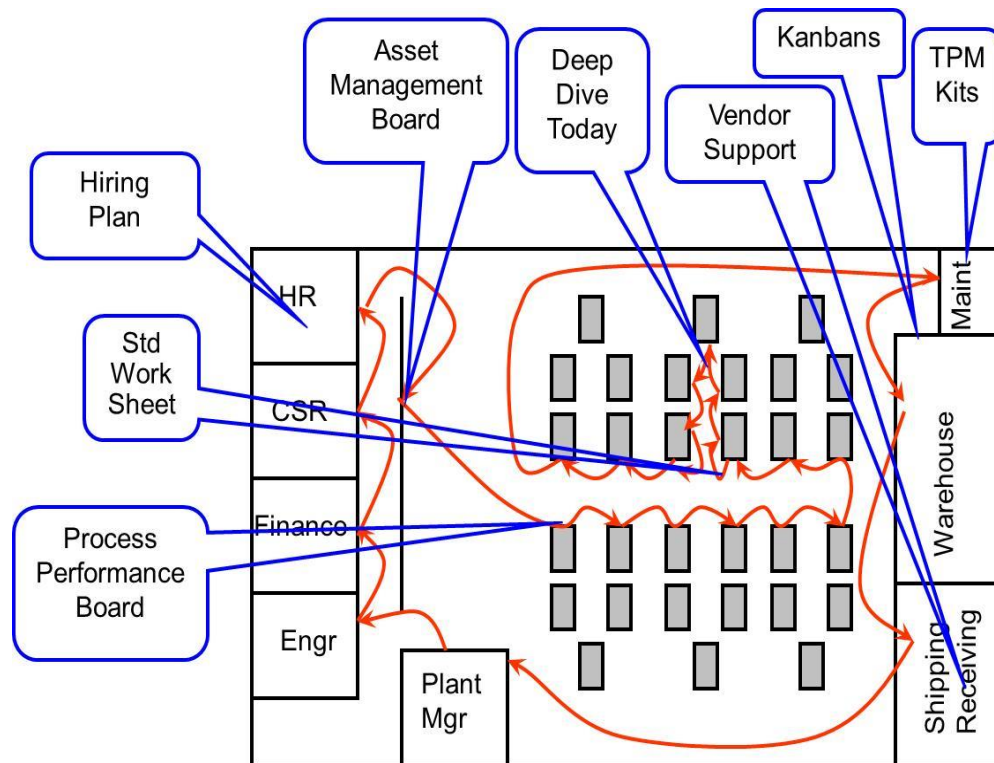 Asset
Management
Board
Deep
Dive
Today
Kanbans
TPM
Kits
Vendor
Support
Hiring
Plan
Std
Work
Sheet
Process
Performance
Board
HR
CSR
Finance
Engr
Plant
Mgr
Maint
Warehouse
Shipping
Receiving